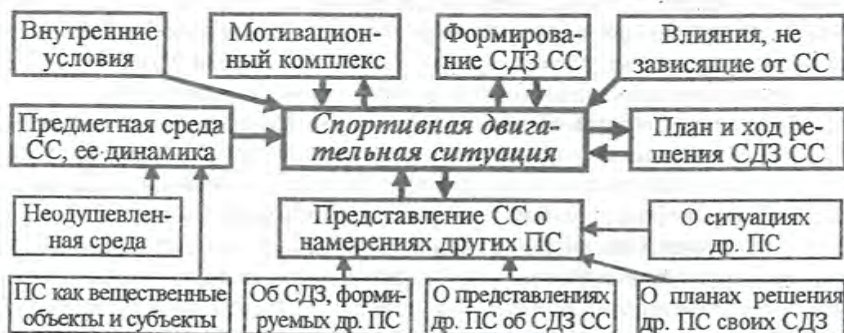 Внутренние
условия
Мотивацион-
ный комплекс
Формирова-
ние СДЗ СС
Влияния, не
зависящие от СС
Предметная среда
СС, ее динамика
Спортивная двига-
тельная ситуация
План и ход ре-
шения СДЗ СС
Неодушевлен-
ная среда
Представление СС о
намерениях других ПС
О ситуациях
др. ПС
ПС как вещественные
объекты и субъекты
Об СДЗ, форми-
руемых др. ПС
О представлениях
др. ПС об СДЗ СС
О планах решения
др. ПС своих СДЗ